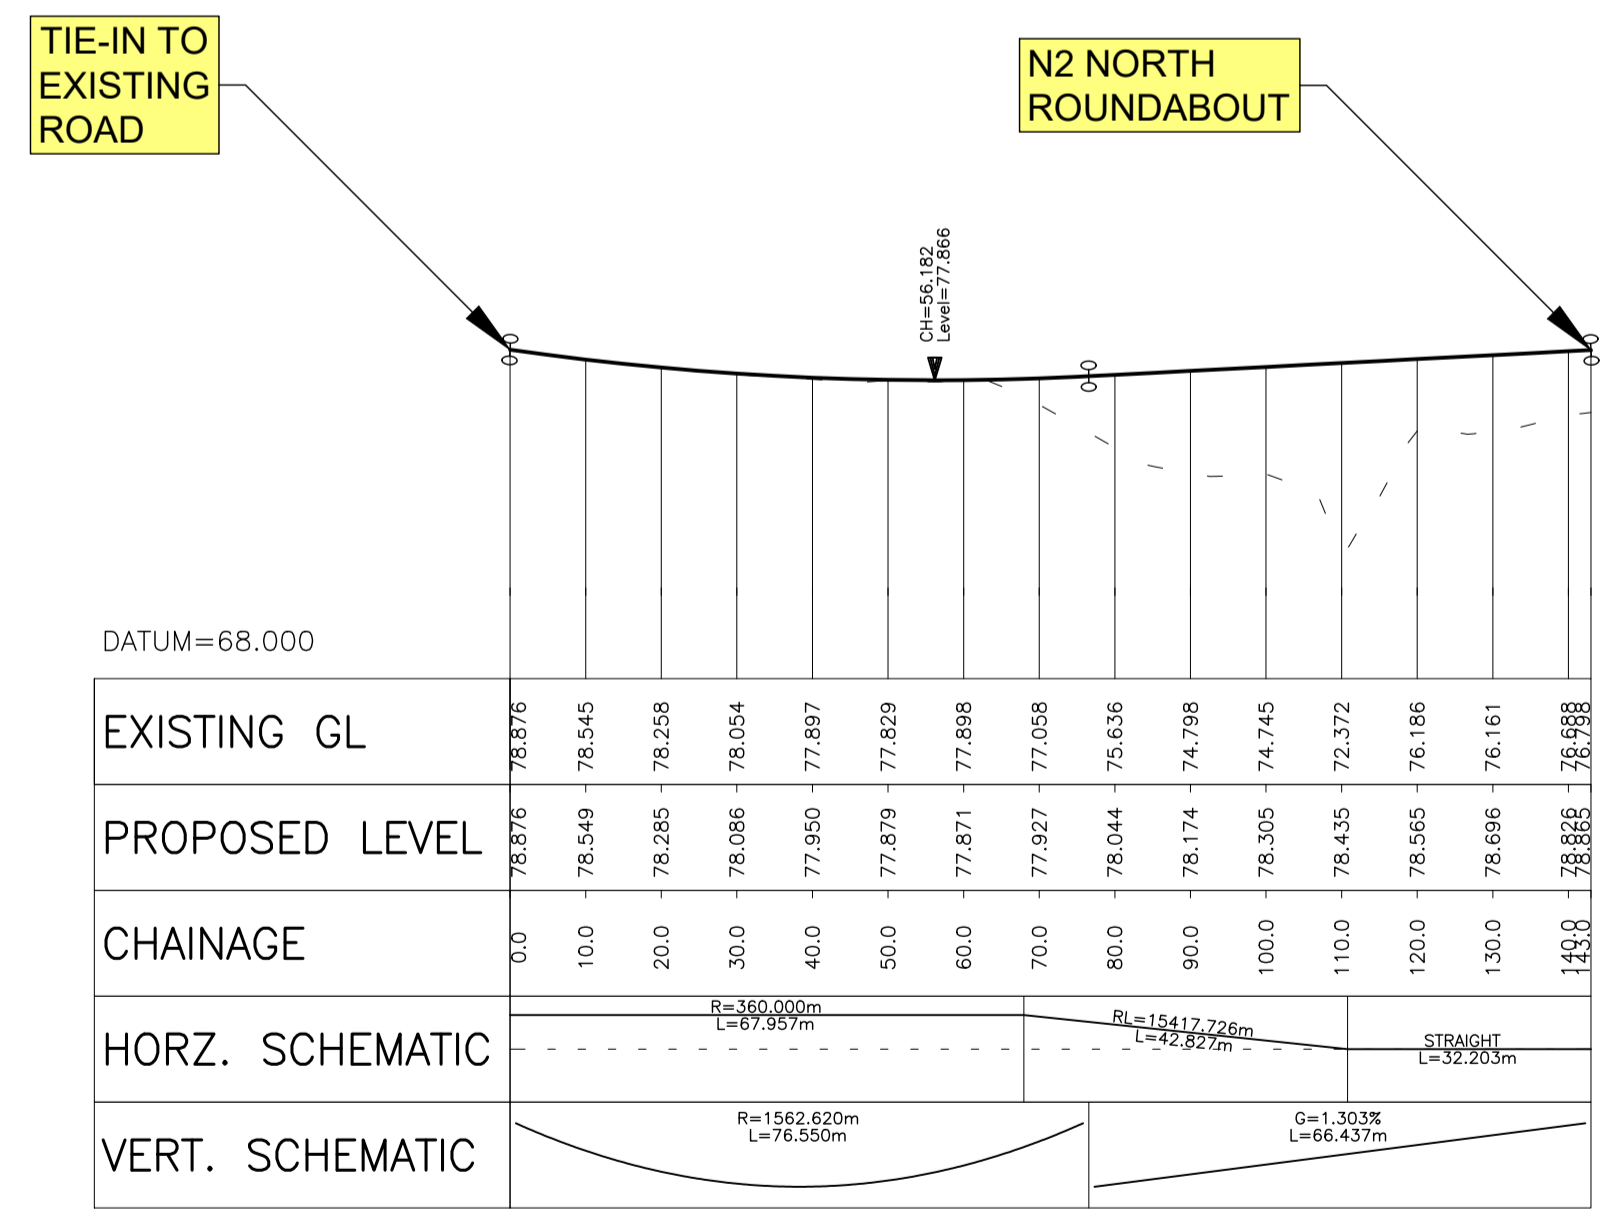 TIE-IN TO
EXISTING
ROAD
N2 NORTH
ROUNDABOUT
CH=56.182
Level=77.866
DATUM=68.000
EXISTING GL 78.876 78.545 78.258 78.054 77.897 77.829 77.898 77.058 75.636 74.798 74.745 72.372 76.186 76.161 76.688 76.798
PROPOSED LEVEL 78.876 78.549 78.285 78.086 77.950 77.879 77.871 77.927 78.044 78.174 78.305 78.435 78.565 78.696 78.826 78.865
CHAINAGE 0.0 10.0 20.0 30.0 40.0 50.0 60.0 70.0 80.0 90.0 100.0 110.0 120.0 130.0 140.0 143.0
HORZ. SCHEMATIC
R=360.000m
L=67.957m
RL=15417.726m
L=42.827m
STRAIGHT
L=32.203m
VERT. SCHEMATIC
R=1562.620m
L=76.550m
G=1.303%
L=66.437m